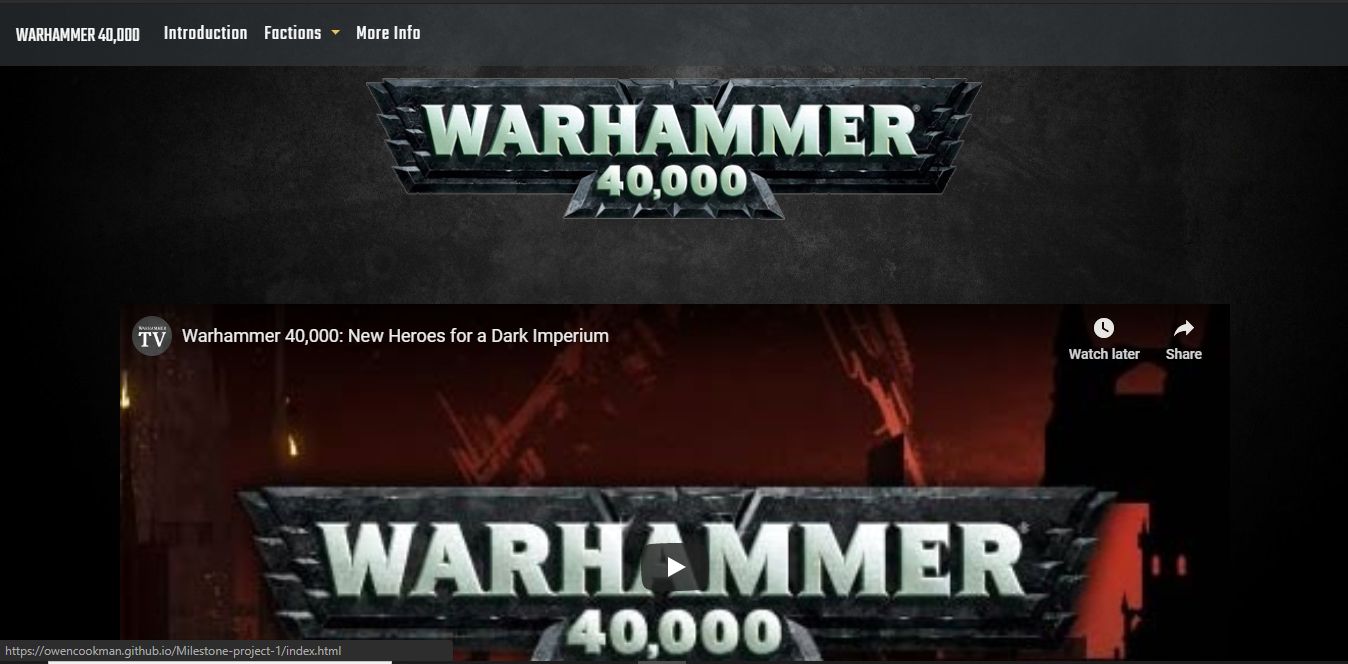 WARHAMMER 40,000 Introduction Factions More Info
WARHAMMER®
40,000
WARHAMMER
TV
Warhammer 40,000: New Heroes for a Dark Imperium
Watch later
Share
WARHAMMER®
40,000
https://owencookman.github.io/Milestone-project-1/index.html